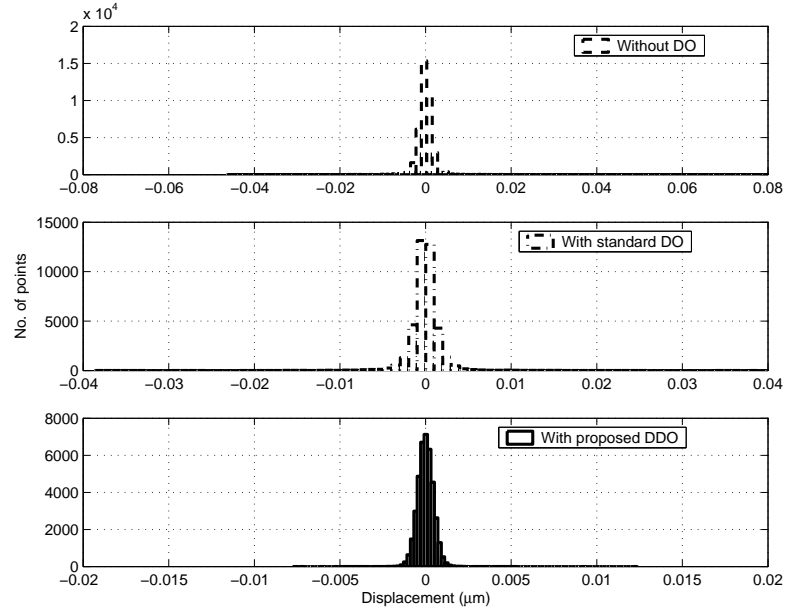 x 10^4
2
1.5
1
0.5
0
−0.08 −0.06 −0.04 −0.02 0 0.02 0.04 0.06 0.08
Without DO
15000
10000
5000
0
−0.04 −0.03 −0.02 −0.01 0 0.01 0.02 0.03 0.04
No. of points
With standard DO
8000
6000
4000
2000
0
−0.02 −0.015 −0.01 −0.005 0 0.005 0.01 0.015 0.02
With proposed DDO
Displacement (μm)